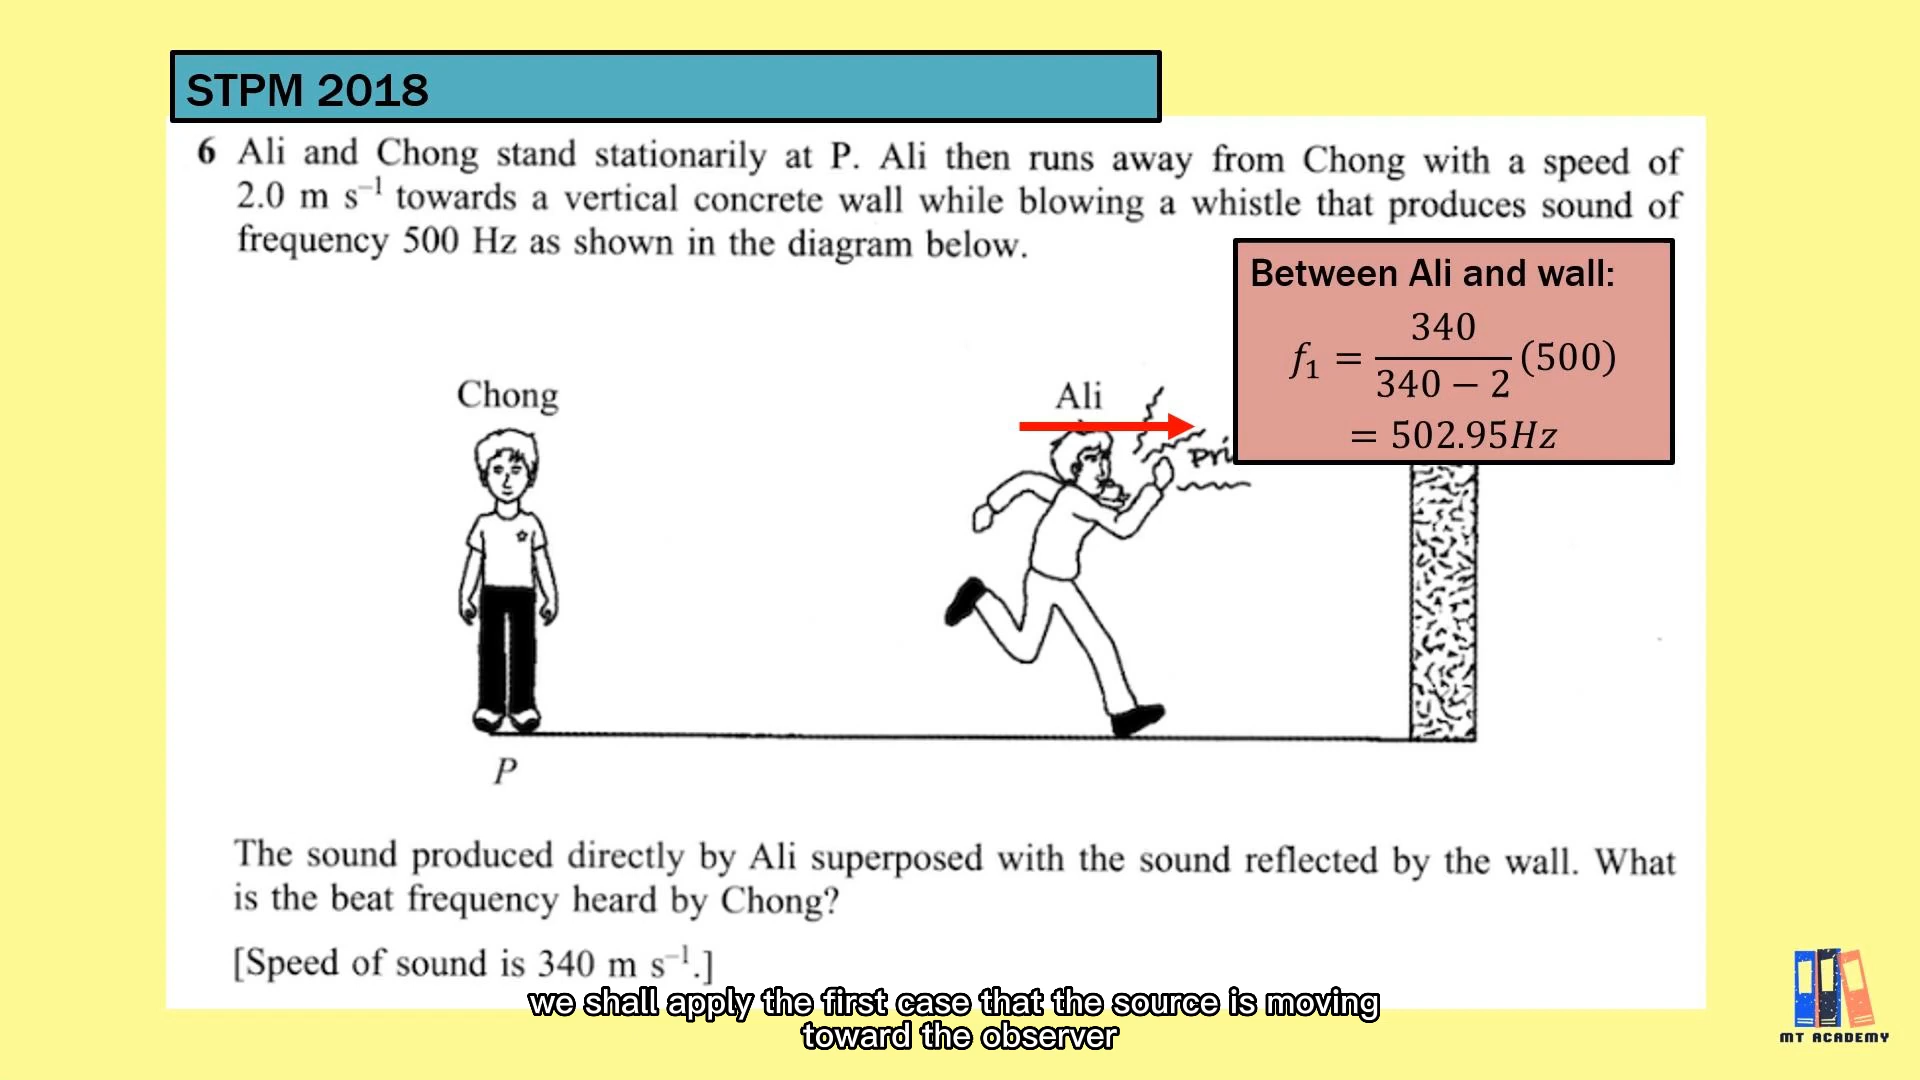 STPM 2018
6 Ali and Chong stand stationarily at P. Ali then runs away from Chong with a speed of
2.0 m s⁻¹ towards a vertical concrete wall while blowing a whistle that produces sound of
frequency 500 Hz as shown in the diagram below.
Between Ali and wall:
f₁ = 340 / (340 − 2) (500)
= 502.95Hz
Chong
Ali
P
The sound produced directly by Ali superposed with the sound reflected by the wall. What
is the beat frequency heard by Chong?
[Speed of sound is 340 m s⁻¹.]
we shall apply the first case that the source is moving
toward the observer
MT ACADEMY